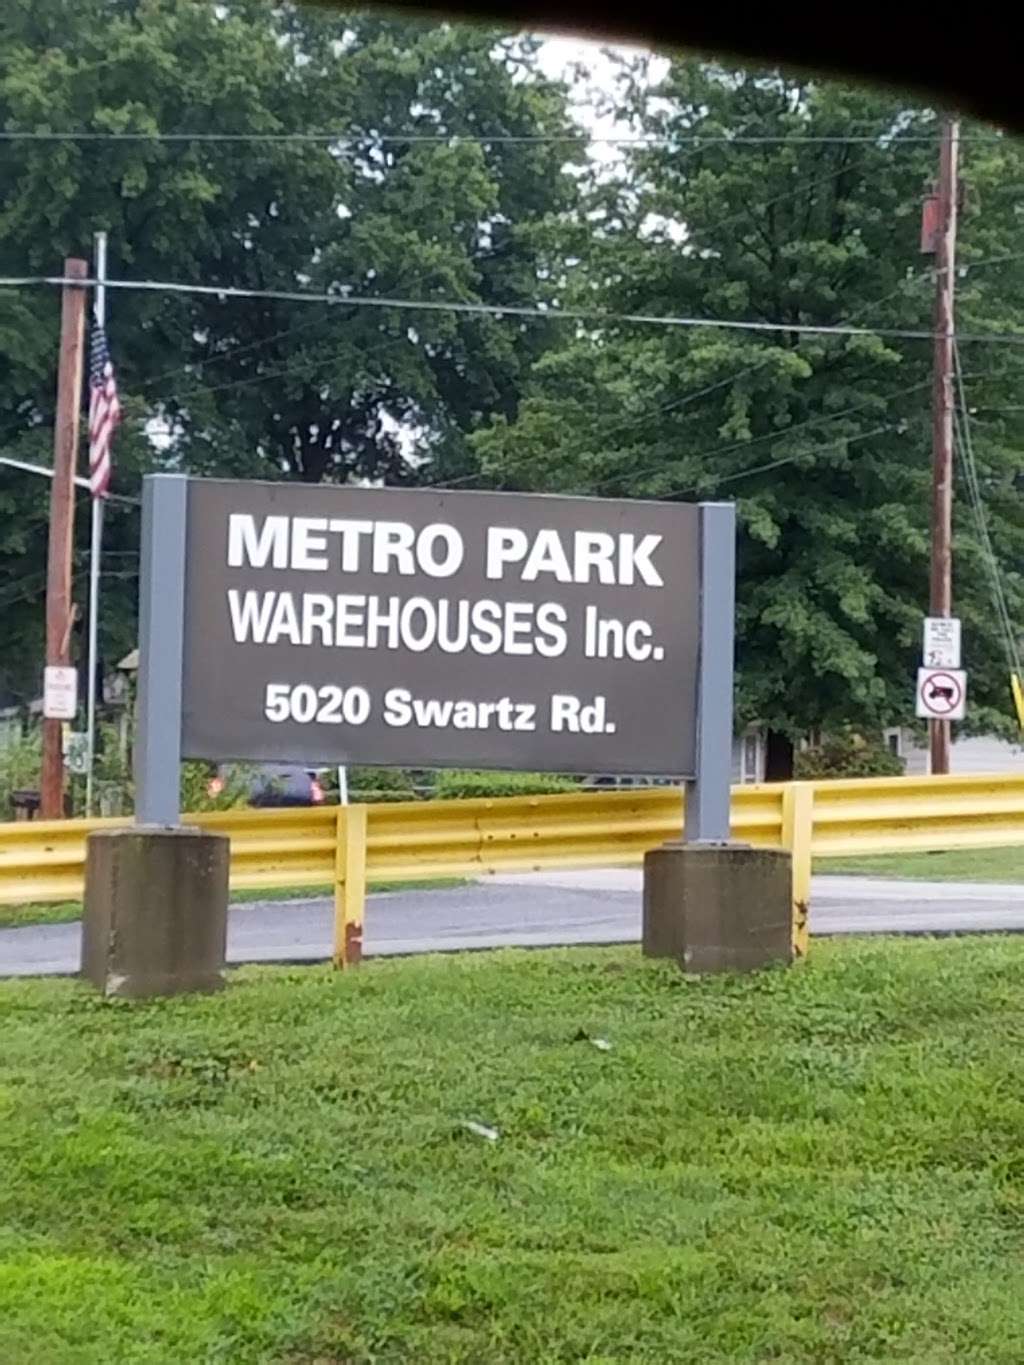 METRO PARK
WAREHOUSES Inc.
5020 Swartz Rd.